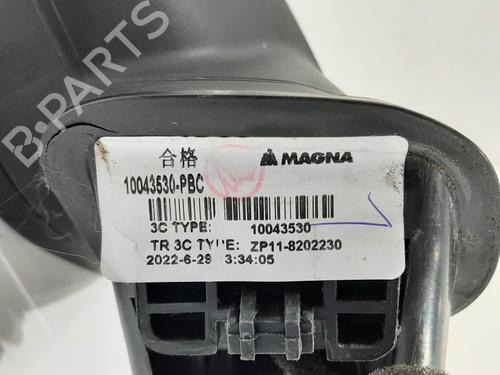 B-PARTS
合格
MAGNA
10043530-PBC
3C TYPE: 10043530
TR 3C TYPE: ZP11-8202230
2022-6-29 3:34:05